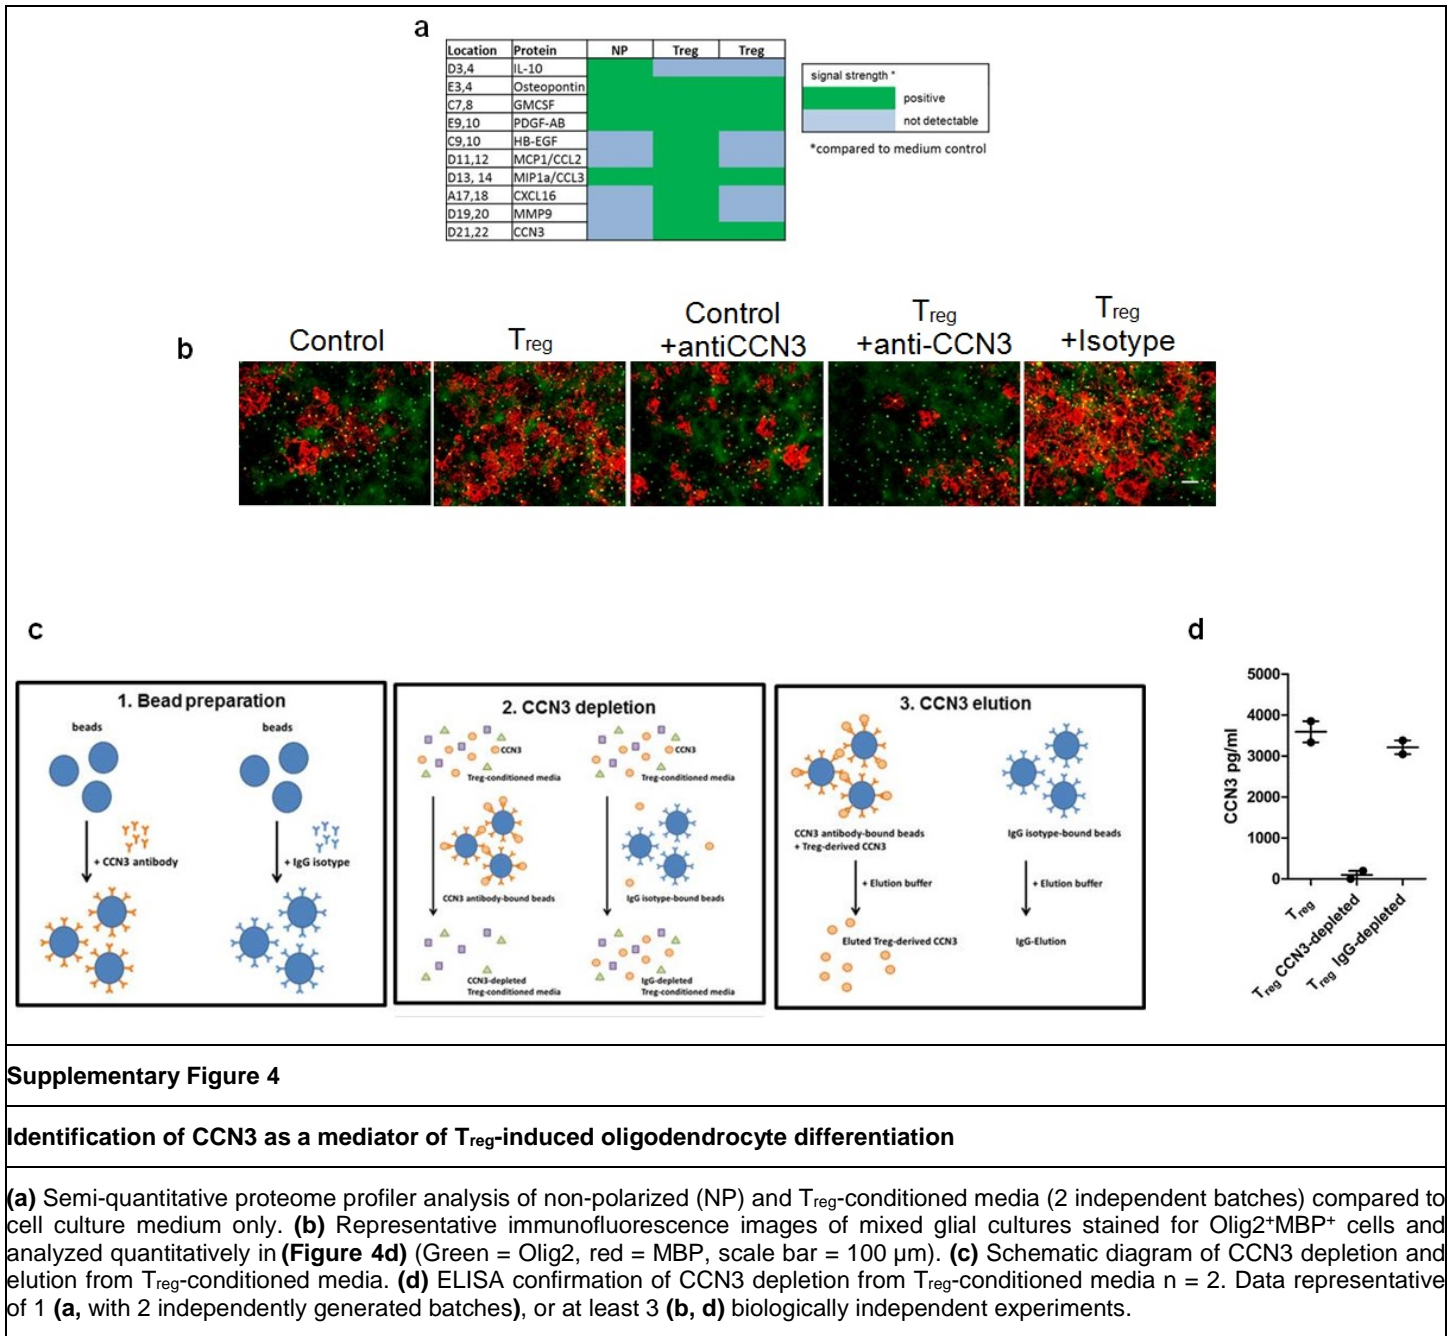 a
Location Protein NP Treg Treg
D3,4 IL-10
E3,4 Osteopontin
C7,8 GMCSF
E9,10 PDGF-AB
C9,10 HB-EGF
D11,12 MCP1/CCL2
D13, 14 MIP1a/CCL3
A17,18 CXCL16
D19,20 MMP9
D21,22 CCN3
signal strength *
positive
not detectable
*compared to medium control
b
Control
Treg
Control
+antiCCN3
Treg
+anti-CCN3
Treg
+Isotype
c
1. Bead preparation
beads beads
+ CCN3 antibody + IgG isotype
2. CCN3 depletion
CCN3 CCN3
Treg-conditioned media Treg-conditioned media
CCN3 antibody-bound beads IgG isotype-bound beads
CCN3-depleted IgG-depleted
Treg-conditioned media Treg-conditioned media
3. CCN3 elution
CCN3 antibody-bound beads IgG isotype-bound beads
+ Treg-derived CCN3
+ Elution buffer + Elution buffer
Eluted Treg-derived CCN3 IgG-Elution
d
CCN3 pg/ml
5000
4000
3000
2000
1000
0
Treg
Treg CCN3-depleted
Treg IgG-depleted
Supplementary Figure 4
Identification of CCN3 as a mediator of Treg-induced oligodendrocyte differentiation
(a) Semi-quantitative proteome profiler analysis of non-polarized (NP) and Treg-conditioned media (2 independent batches) compared to
cell culture medium only. (b) Representative immunofluorescence images of mixed glial cultures stained for Olig2+MBP+ cells and
analyzed quantitatively in (Figure 4d) (Green = Olig2, red = MBP, scale bar = 100 µm). (c) Schematic diagram of CCN3 depletion and
elution from Treg-conditioned media. (d) ELISA confirmation of CCN3 depletion from Treg-conditioned media n = 2. Data representative
of 1 (a, with 2 independently generated batches), or at least 3 (b, d) biologically independent experiments.